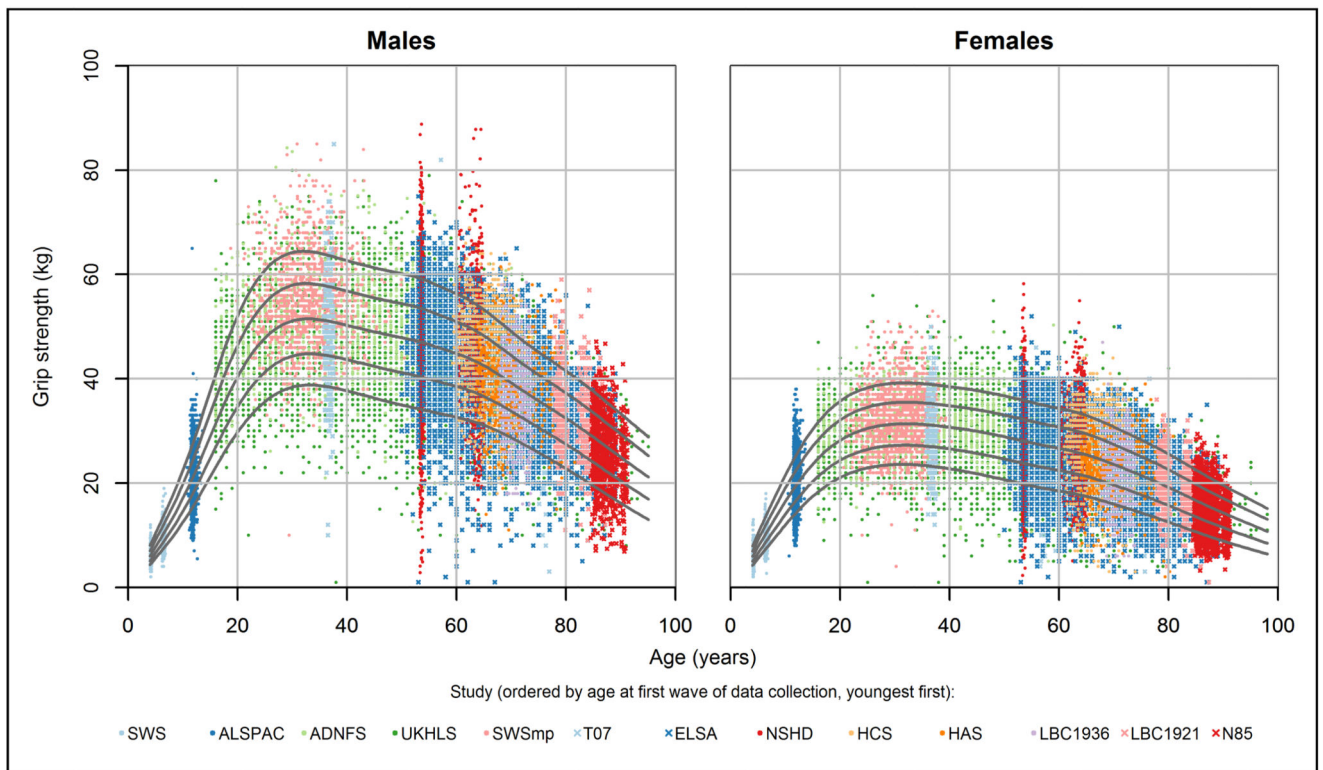 Males Females
100
80
60
40
20
0
Grip strength (kg)
0 20 40 60 80 100 0 20 40 60 80 100
Age (years)
Study (ordered by age at first wave of data collection, youngest first):
SWS ALSPAC ADNFS UKHLS SWSmp T07 ELSA NSHD HCS HAS LBC1936 LBC1921 N85